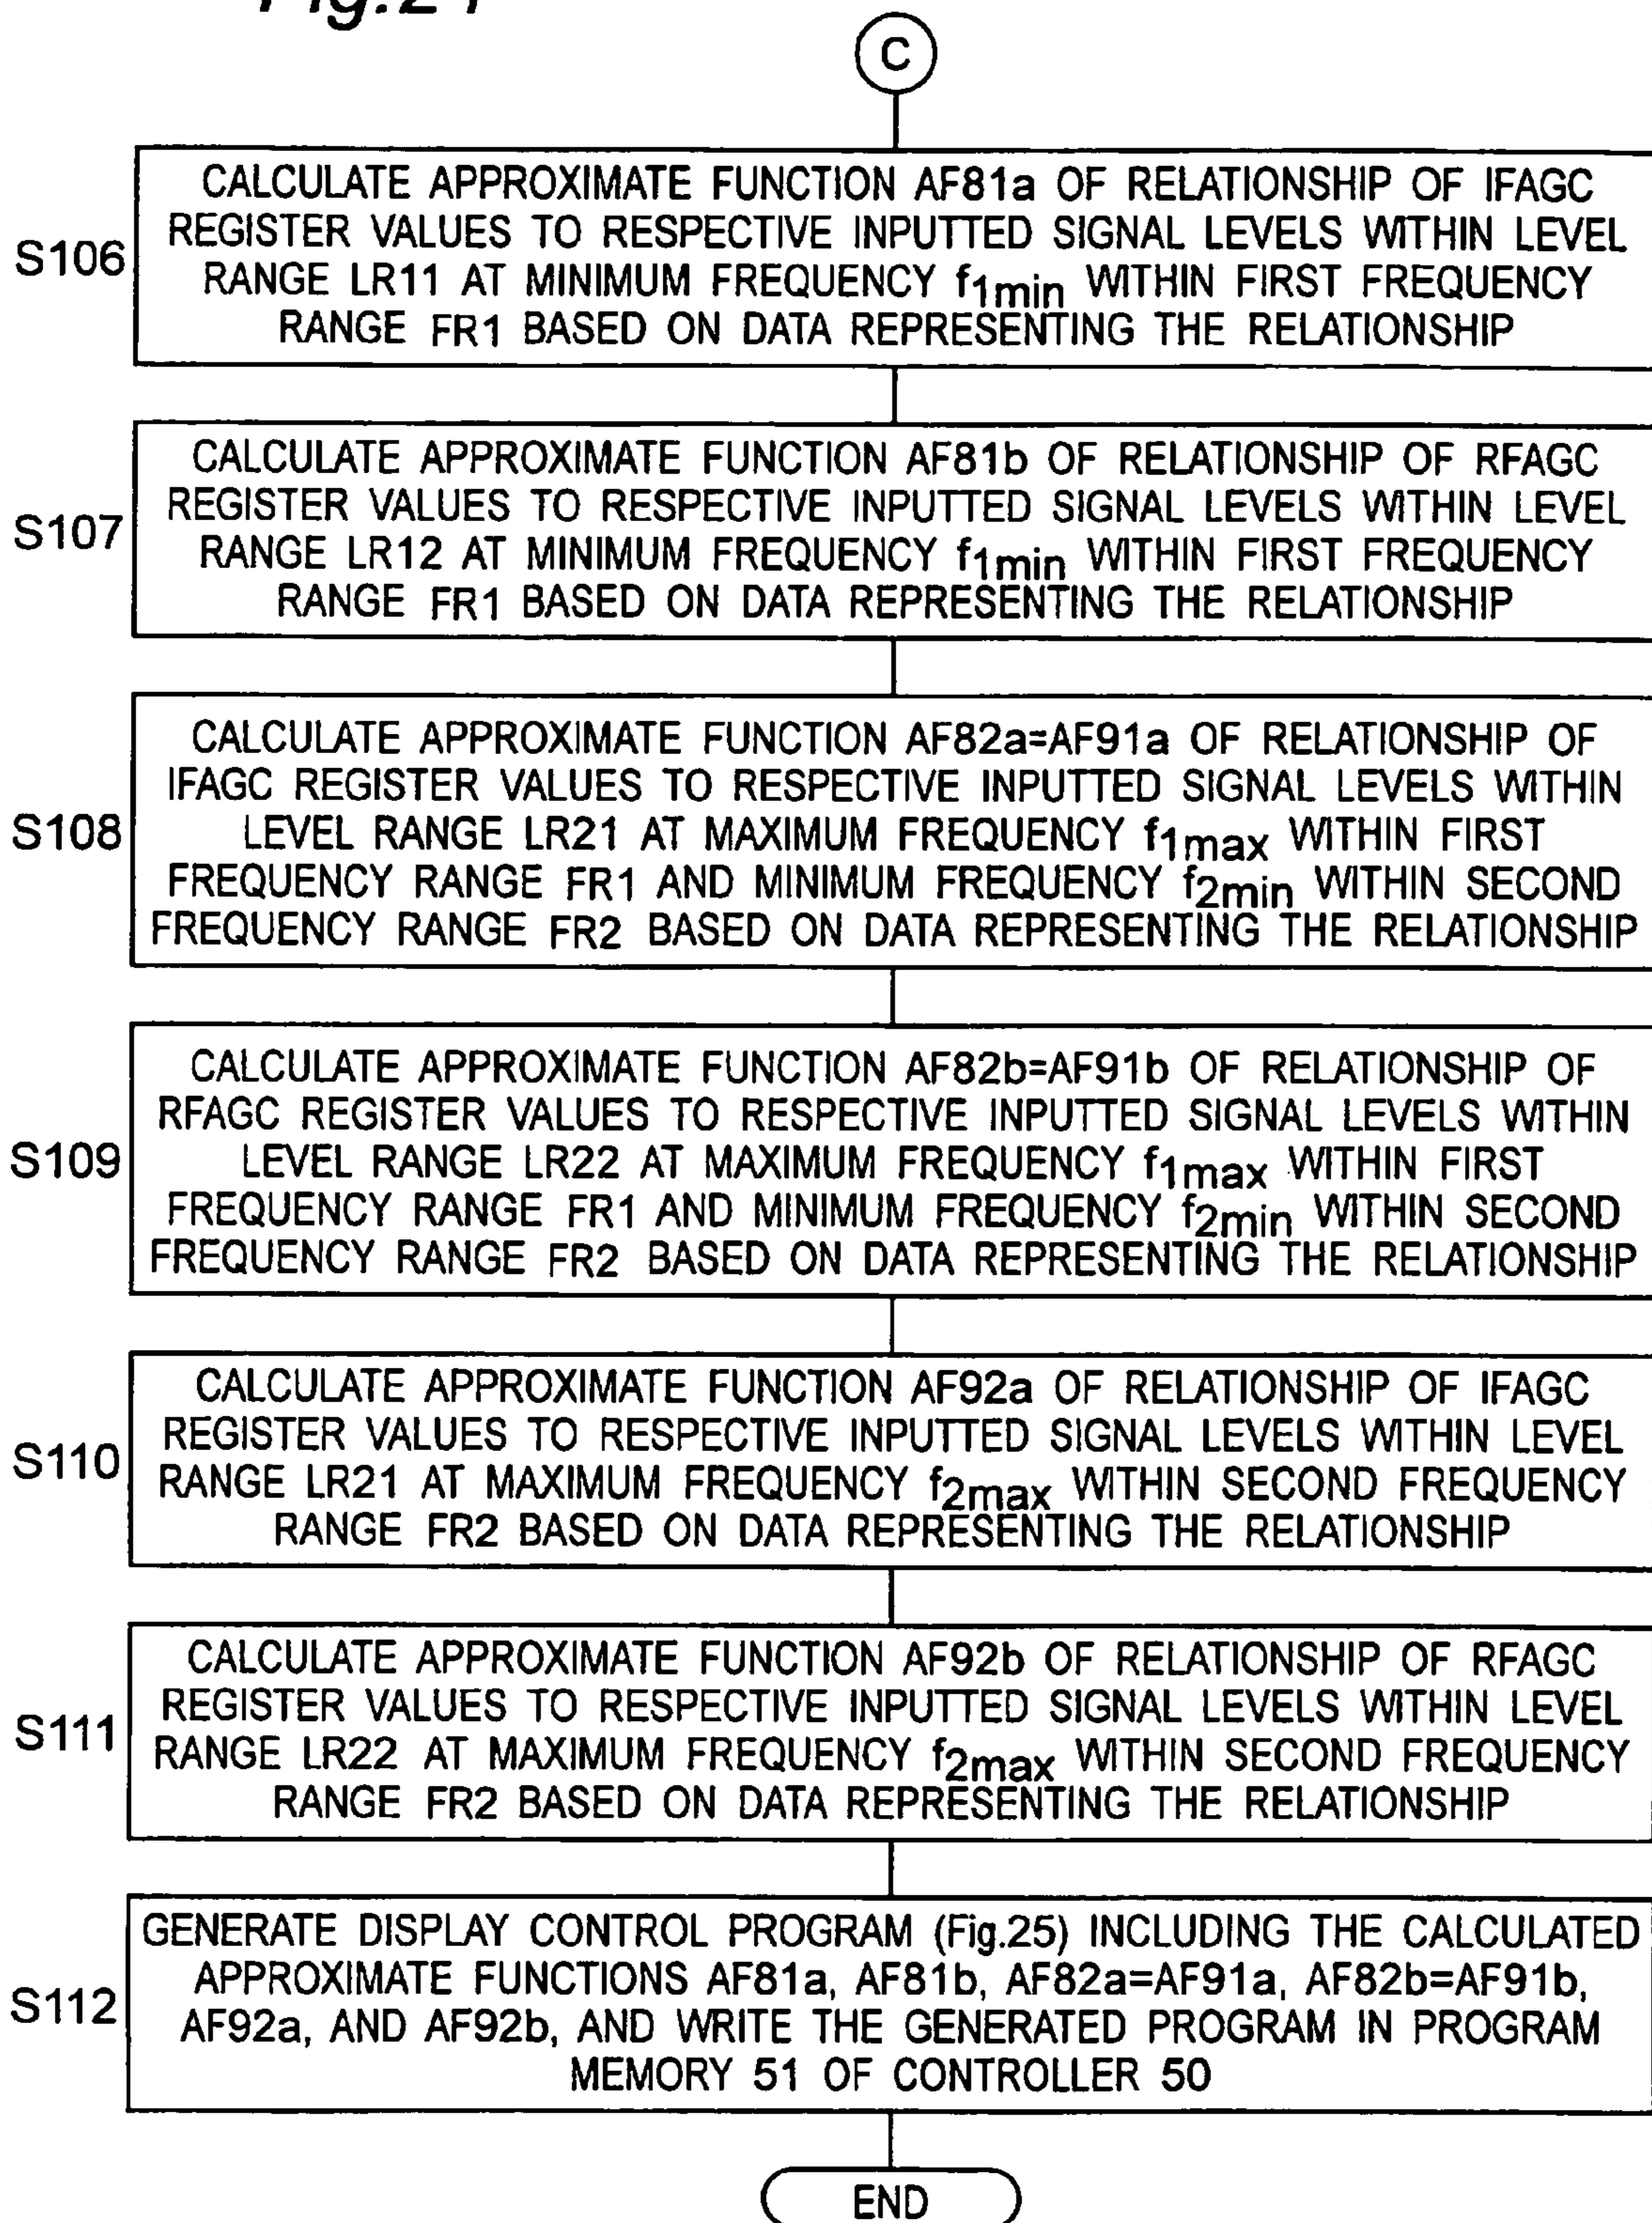 C
S106
CALCULATE APPROXIMATE FUNCTION AF81a OF RELATIONSHIP OF IFAGC
REGISTER VALUES TO RESPECTIVE INPUTTED SIGNAL LEVELS WITHIN LEVEL
RANGE LR11 AT MINIMUM FREQUENCY f1min WITHIN FIRST FREQUENCY
RANGE FR1 BASED ON DATA REPRESENTING THE RELATIONSHIP
S107
CALCULATE APPROXIMATE FUNCTION AF81b OF RELATIONSHIP OF RFAGC
REGISTER VALUES TO RESPECTIVE INPUTTED SIGNAL LEVELS WITHIN LEVEL
RANGE LR12 AT MINIMUM FREQUENCY f1min WITHIN FIRST FREQUENCY
RANGE FR1 BASED ON DATA REPRESENTING THE RELATIONSHIP
S108
CALCULATE APPROXIMATE FUNCTION AF82a=AF91a OF RELATIONSHIP OF
IFAGC REGISTER VALUES TO RESPECTIVE INPUTTED SIGNAL LEVELS WITHIN
LEVEL RANGE LR21 AT MAXIMUM FREQUENCY f1max WITHIN FIRST
FREQUENCY RANGE FR1 AND MINIMUM FREQUENCY f2min WITHIN SECOND
FREQUENCY RANGE FR2 BASED ON DATA REPRESENTING THE RELATIONSHIP
S109
CALCULATE APPROXIMATE FUNCTION AF82b=AF91b OF RELATIONSHIP OF
RFAGC REGISTER VALUES TO RESPECTIVE INPUTTED SIGNAL LEVELS WITHIN
LEVEL RANGE LR22 AT MAXIMUM FREQUENCY f1max WITHIN FIRST
FREQUENCY RANGE FR1 AND MINIMUM FREQUENCY f2min WITHIN SECOND
FREQUENCY RANGE FR2 BASED ON DATA REPRESENTING THE RELATIONSHIP
S110
CALCULATE APPROXIMATE FUNCTION AF92a OF RELATIONSHIP OF IFAGC
REGISTER VALUES TO RESPECTIVE INPUTTED SIGNAL LEVELS WITHIN LEVEL
RANGE LR21 AT MAXIMUM FREQUENCY f2max WITHIN SECOND FREQUENCY
RANGE FR2 BASED ON DATA REPRESENTING THE RELATIONSHIP
S111
CALCULATE APPROXIMATE FUNCTION AF92b OF RELATIONSHIP OF RFAGC
REGISTER VALUES TO RESPECTIVE INPUTTED SIGNAL LEVELS WITHIN LEVEL
RANGE LR22 AT MAXIMUM FREQUENCY f2max WITHIN SECOND FREQUENCY
RANGE FR2 BASED ON DATA REPRESENTING THE RELATIONSHIP
S112
GENERATE DISPLAY CONTROL PROGRAM (Fig.25) INCLUDING THE CALCULATED
APPROXIMATE FUNCTIONS AF81a, AF81b, AF82a=AF91a, AF82b=AF91b,
AF92a, AND AF92b, AND WRITE THE GENERATED PROGRAM IN PROGRAM
MEMORY 51 OF CONTROLLER 50
END